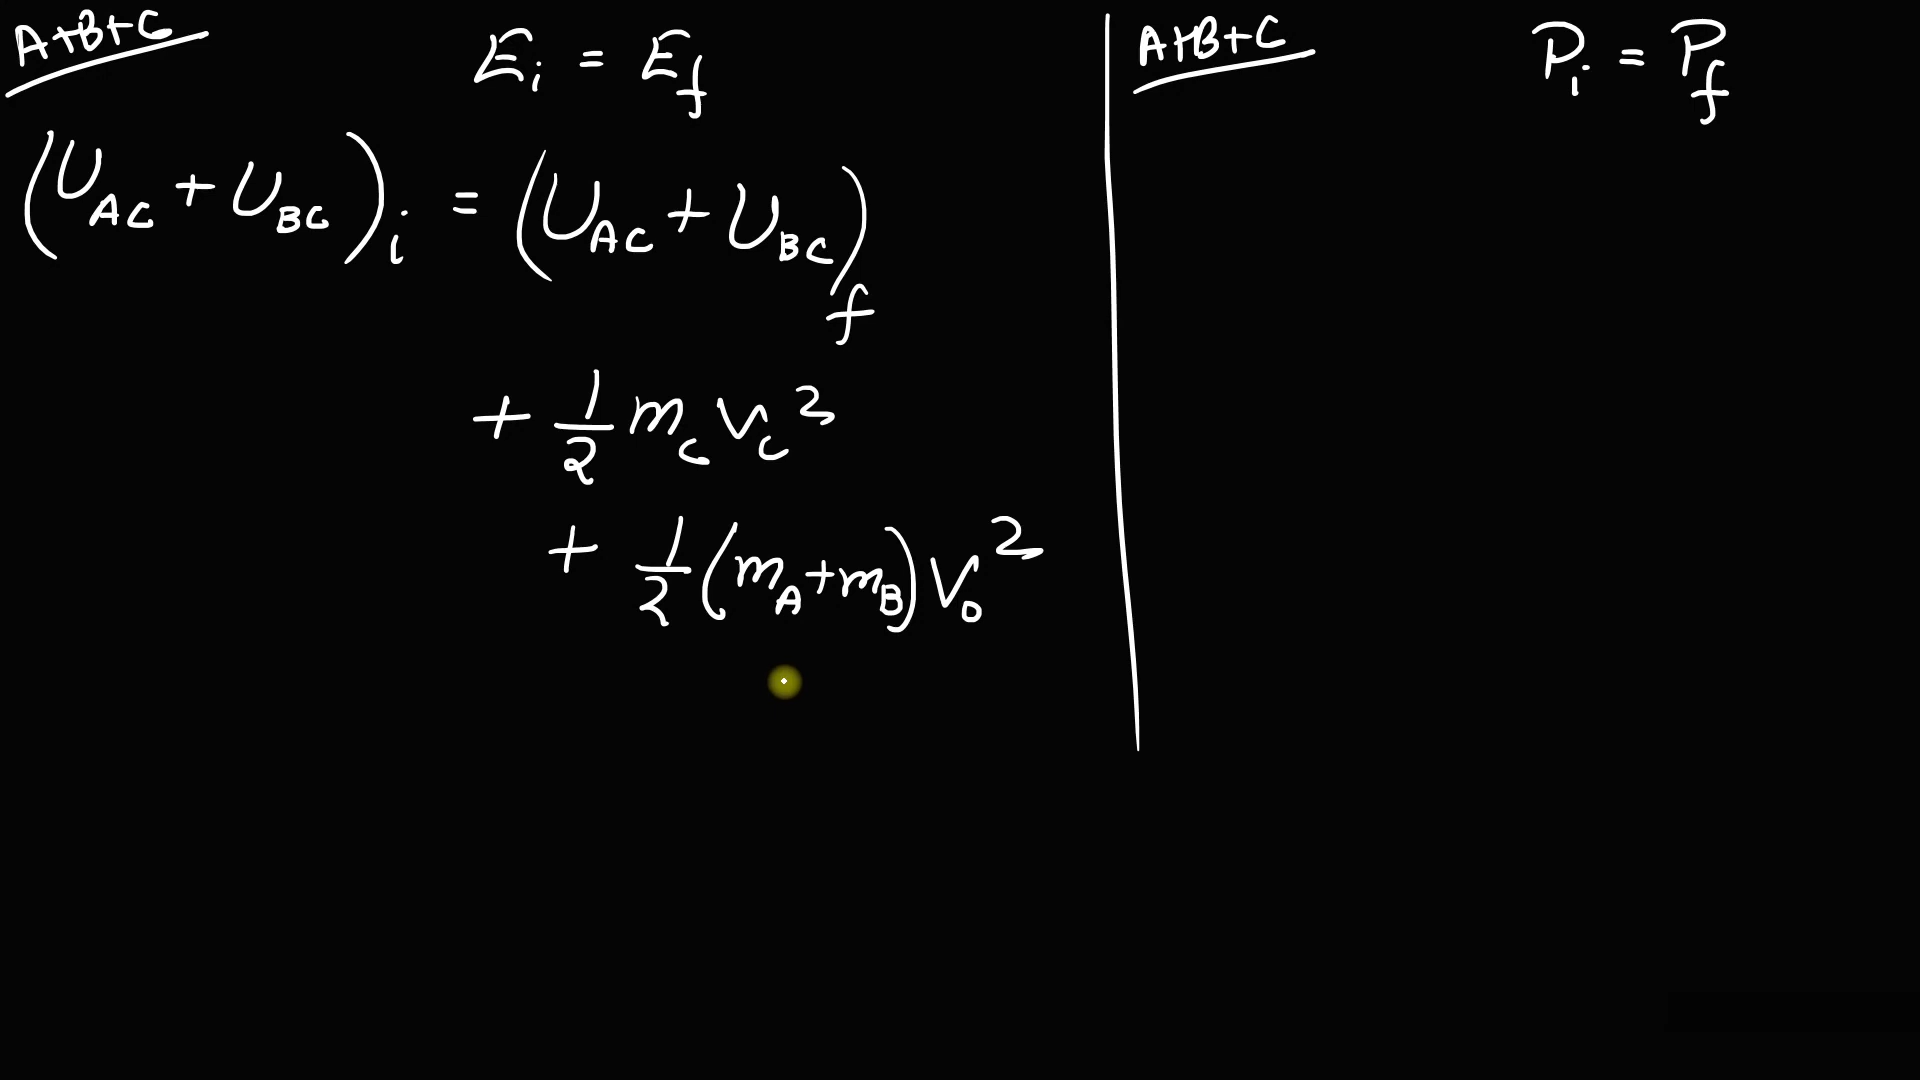 A+B+C
E_i = E_f
(U_AC + U_BC)_i = (U_AC + U_BC)_f
+ 1/2 m_C v_C^2
+ 1/2 (m_A + m_B) V_0^2
A+B+C
P_i = P_f